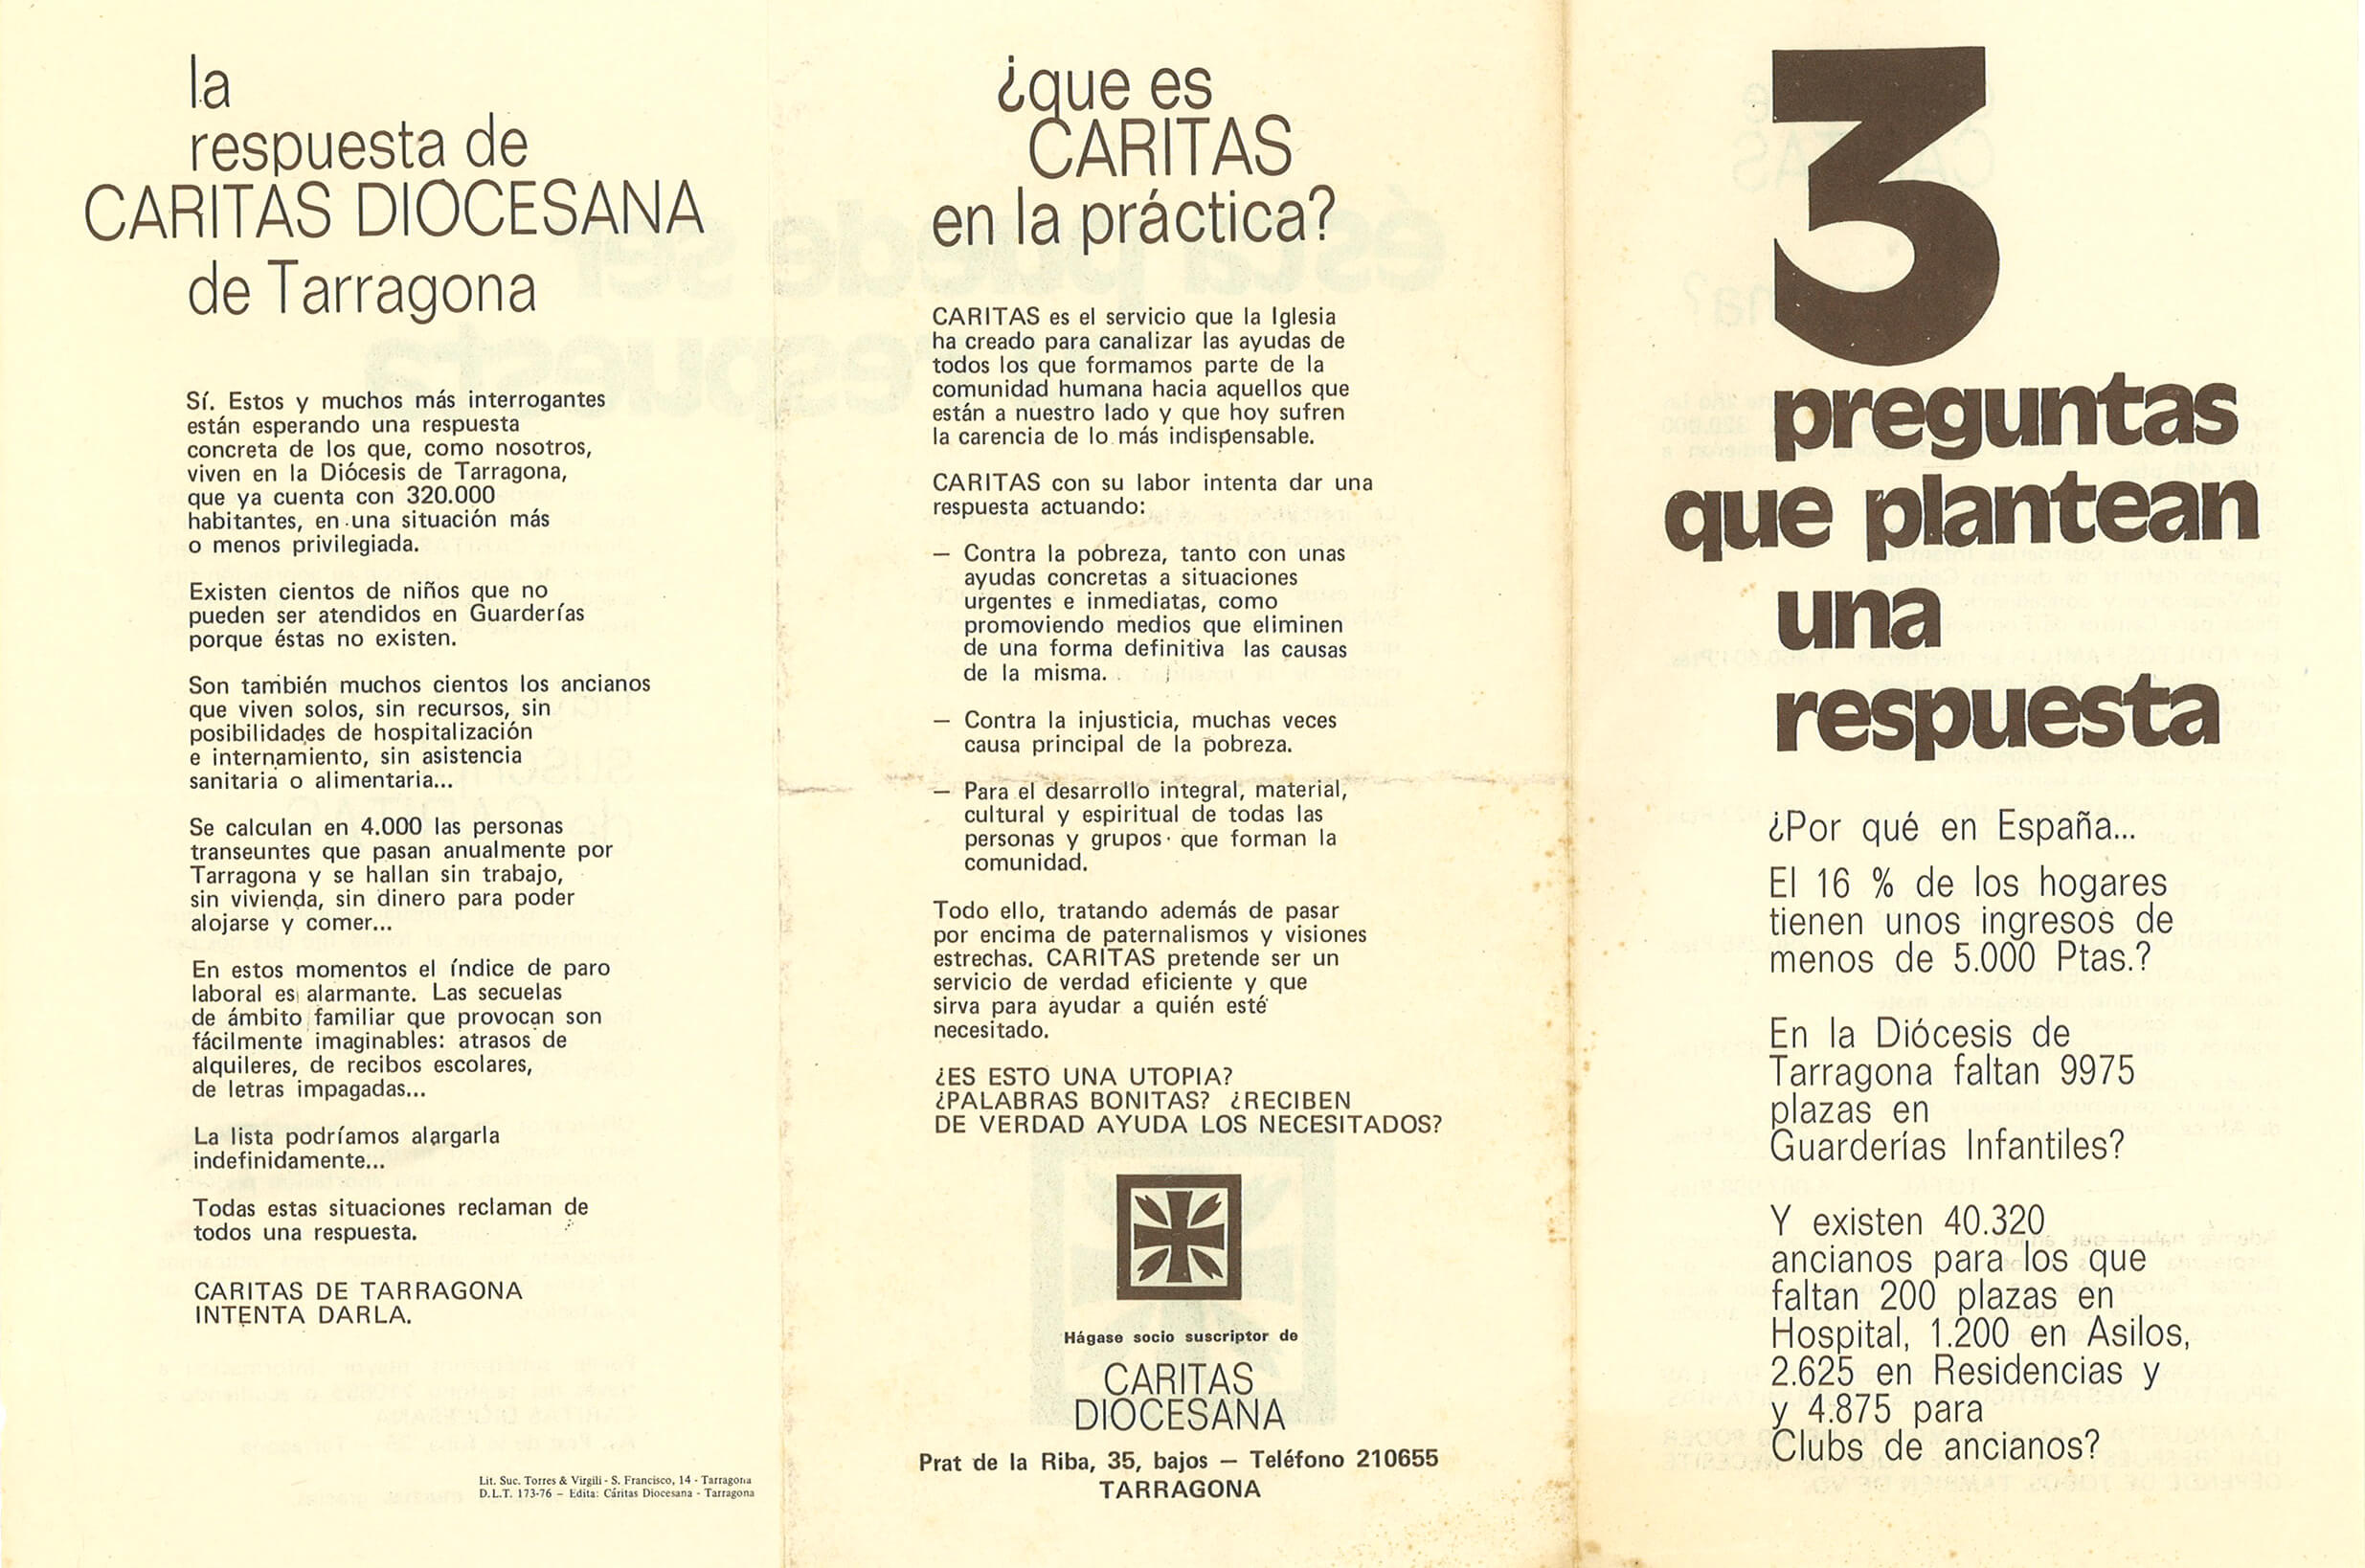 la
respuesta de
CARITAS DIOCESANA
de Tarragona
Sí. Estos y muchos más interrogantes
están esperando una respuesta
concreta de los que, como nosotros,
viven en la Diócesis de Tarragona,
que ya cuenta con 320.000
habitantes, en una situación más
o menos privilegiada.
Existen cientos de niños que no
pueden ser atendidos en Guarderías
porque éstas no existen.
Son también muchos cientos los ancianos
que viven solos, sin recursos, sin
posibilidades de hospitalización
e internamiento, sin asistencia
sanitaria o alimentaria...
Se calculan en 4.000 las personas
transeuntes que pasan anualmente por
Tarragona y se hallan sin trabajo,
sin vivienda, sin dinero para poder
alojarse y comer...
En estos momentos el índice de paro
laboral es alarmante. Las secuelas
de ámbito familiar que provocan son
fácilmente imaginables: atrasos de
alquileres, de recibos escolares,
de letras impagadas...
La lista podríamos alargarla
indefinidamente...
Todas estas situaciones reclaman de
todos una respuesta.
CARITAS DE TARRAGONA
INTENTA DARLA.
Lit. Suc. Torres & Virgili - S. Francisco, 14 - Tarragona
D.L.T. 173-76 – Edita: Cáritas Diocesana - Tarragona
¿que es
CARITAS
en la práctica?
CARITAS es el servicio que la Iglesia
ha creado para canalizar las ayudas de
todos los que formamos parte de la
comunidad humana hacia aquellos que
están a nuestro lado y que hoy sufren
la carencia de lo más indispensable.
CARITAS con su labor intenta dar una
respuesta actuando:
– Contra la pobreza, tanto con unas
ayudas concretas a situaciones
urgentes e inmediatas, como
promoviendo medios que eliminen
de una forma definitiva las causas
de la misma.
– Contra la injusticia, muchas veces
causa principal de la pobreza.
– Para el desarrollo integral, material,
cultural y espiritual de todas las
personas y grupos que forman la
comunidad.
Todo ello, tratando además de pasar
por encima de paternalismos y visiones
estrechas. CARITAS pretende ser un
servicio de verdad eficiente y que
sirva para ayudar a quién esté
necesitado.
¿ES ESTO UNA UTOPIA?
¿PALABRAS BONITAS? ¿RECIBEN
DE VERDAD AYUDA LOS NECESITADOS?
Hágase socio suscriptor de
CARITAS
DIOCESANA
Prat de la Riba, 35, bajos – Teléfono 210655
TARRAGONA
3
preguntas
que plantean
una
respuesta
¿Por qué en España...
El 16 % de los hogares
tienen unos ingresos de
menos de 5.000 Ptas.?
En la Diócesis de
Tarragona faltan 9975
plazas en
Guarderías Infantiles?
Y existen 40.320
ancianos para los que
faltan 200 plazas en
Hospital, 1.200 en Asilos,
2.625 en Residencias y
y 4.875 para
Clubs de ancianos?